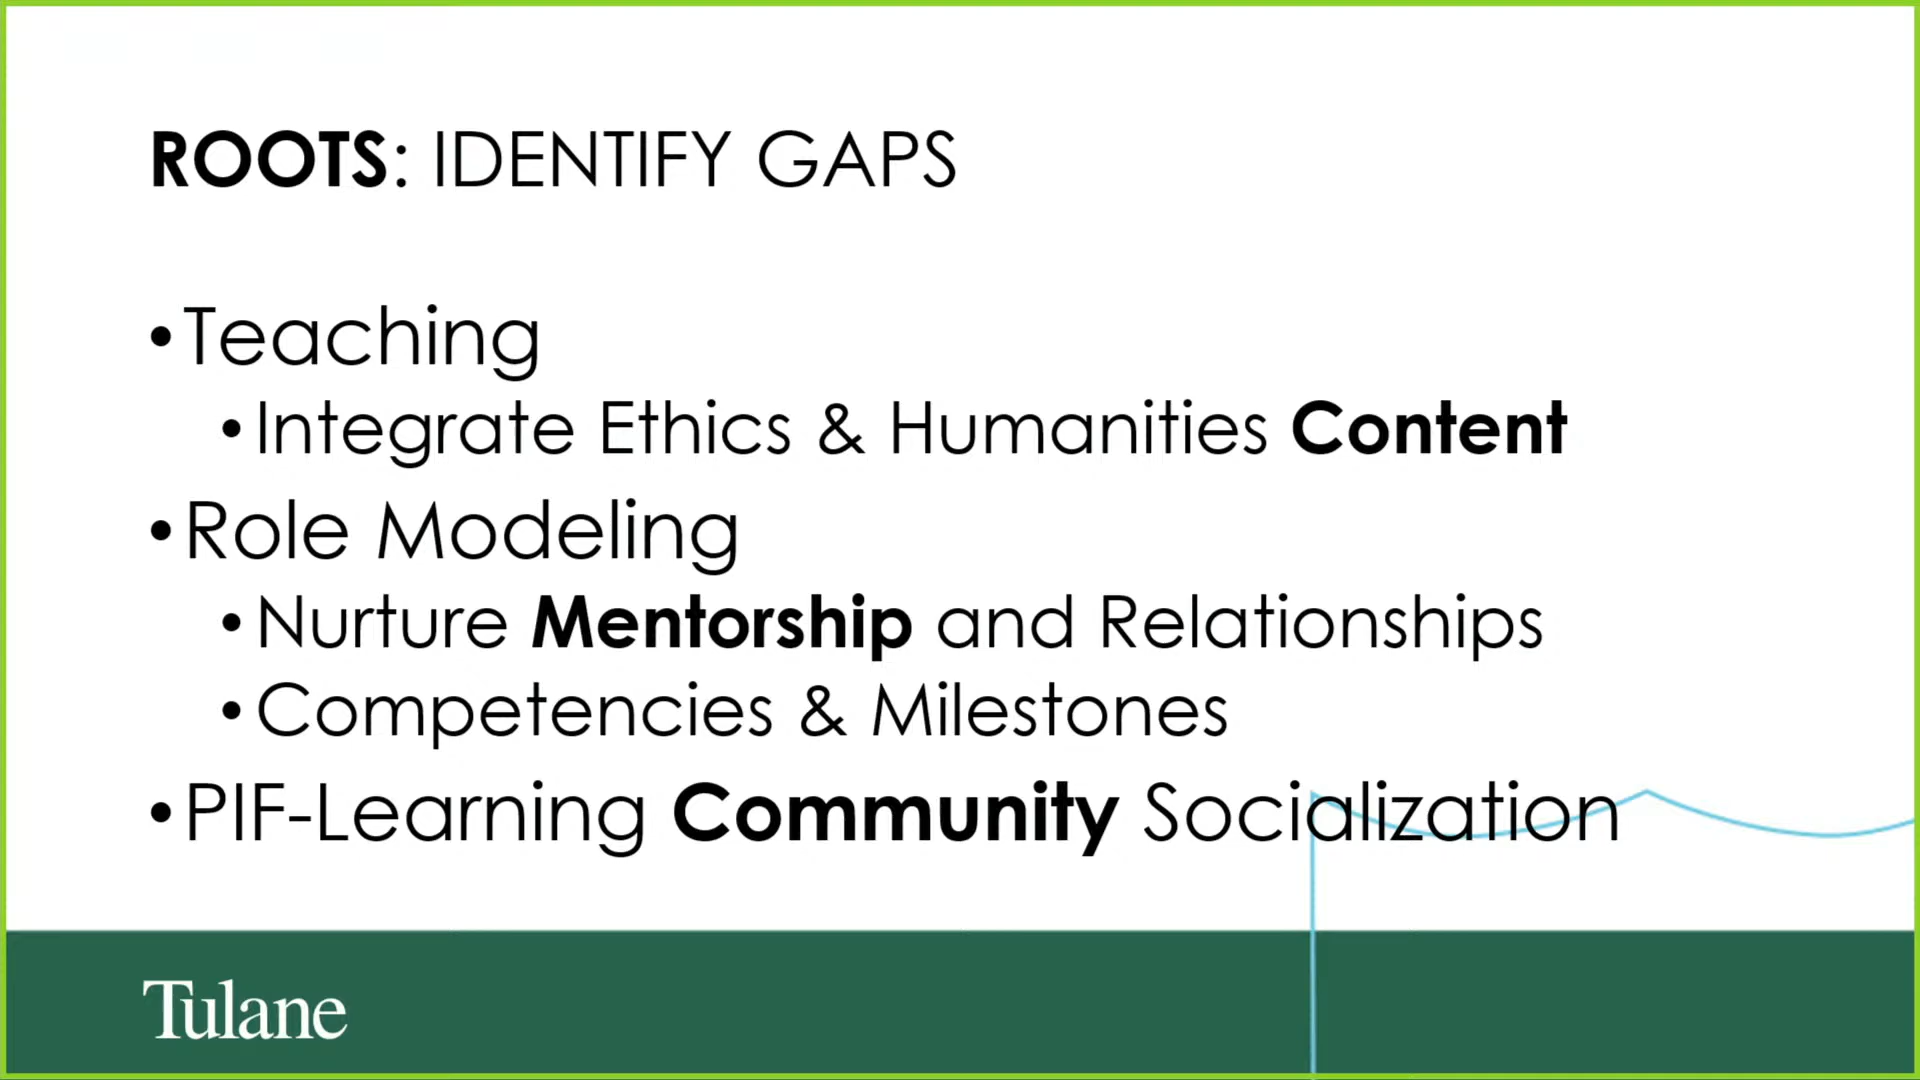 ROOTS: IDENTIFY GAPS
•Teaching
•Integrate Ethics & Humanities Content
•Role Modeling
•Nurture Mentorship and Relationships
•Competencies & Milestones
•PIF-Learning Community Socialization
Tulane